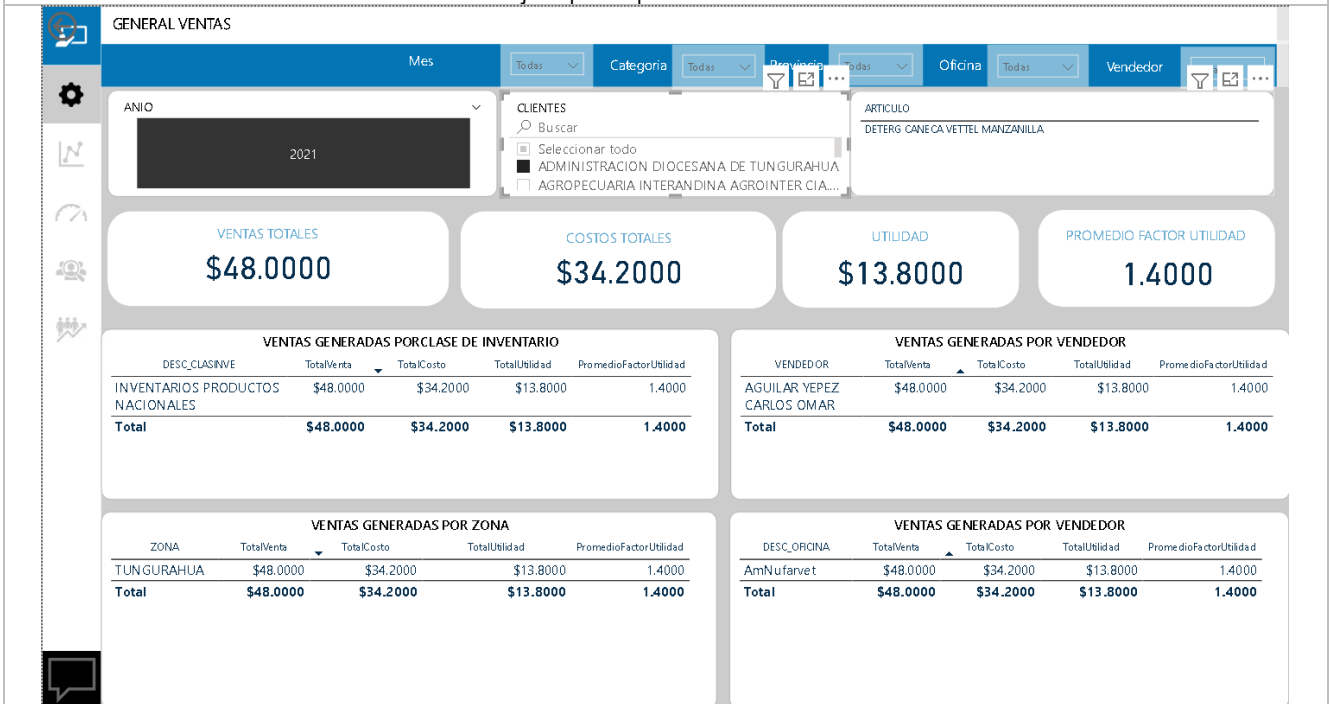 GENERAL VENTAS
Mes Todas Categoria Todas Provincia Todas Oficina Todas Vendedor
ANIO
2021
CLIENTES
Buscar
Seleccionar todo
ADMINISTRACION DIOCESANA DE TUNGURAHUA
AGROPECUARIA INTERANDINA AGROINTER CIA....
ARTICULO
DETERG CANECA VETTEL MANZANILLA
VENTAS TOTALES
$48.0000
COSTOS TOTALES
$34.2000
UTILIDAD
$13.8000
PROMEDIO FACTOR UTILIDAD
1.4000
VENTAS GENERADAS PORCLASE DE INVENTARIO
DESC_CLASINVE TotalVenta TotalCosto TotalUtilidad PromedioFactorUtilidad
INVENTARIOS PRODUCTOS $48.0000 $34.2000 $13.8000 1.4000
NACIONALES
Total $48.0000 $34.2000 $13.8000 1.4000
VENTAS GENERADAS POR VENDEDOR
VENDEDOR TotalVenta TotalCosto TotalUtilidad PromedioFactorUtilidad
AGUILAR YEPEZ $48.0000 $34.2000 $13.8000 1.4000
CARLOS OMAR
Total $48.0000 $34.2000 $13.8000 1.4000
VENTAS GENERADAS POR ZONA
ZONA TotalVenta TotalCosto TotalUtilidad PromedioFactorUtilidad
TUNGURAHUA $48.0000 $34.2000 $13.8000 1.4000
Total $48.0000 $34.2000 $13.8000 1.4000
VENTAS GENERADAS POR VENDEDOR
DESC_OFICINA TotalVenta TotalCosto TotalUtilidad PromedioFactorUtilidad
AmNufarvet $48.0000 $34.2000 $13.8000 1.4000
Total $48.0000 $34.2000 $13.8000 1.4000